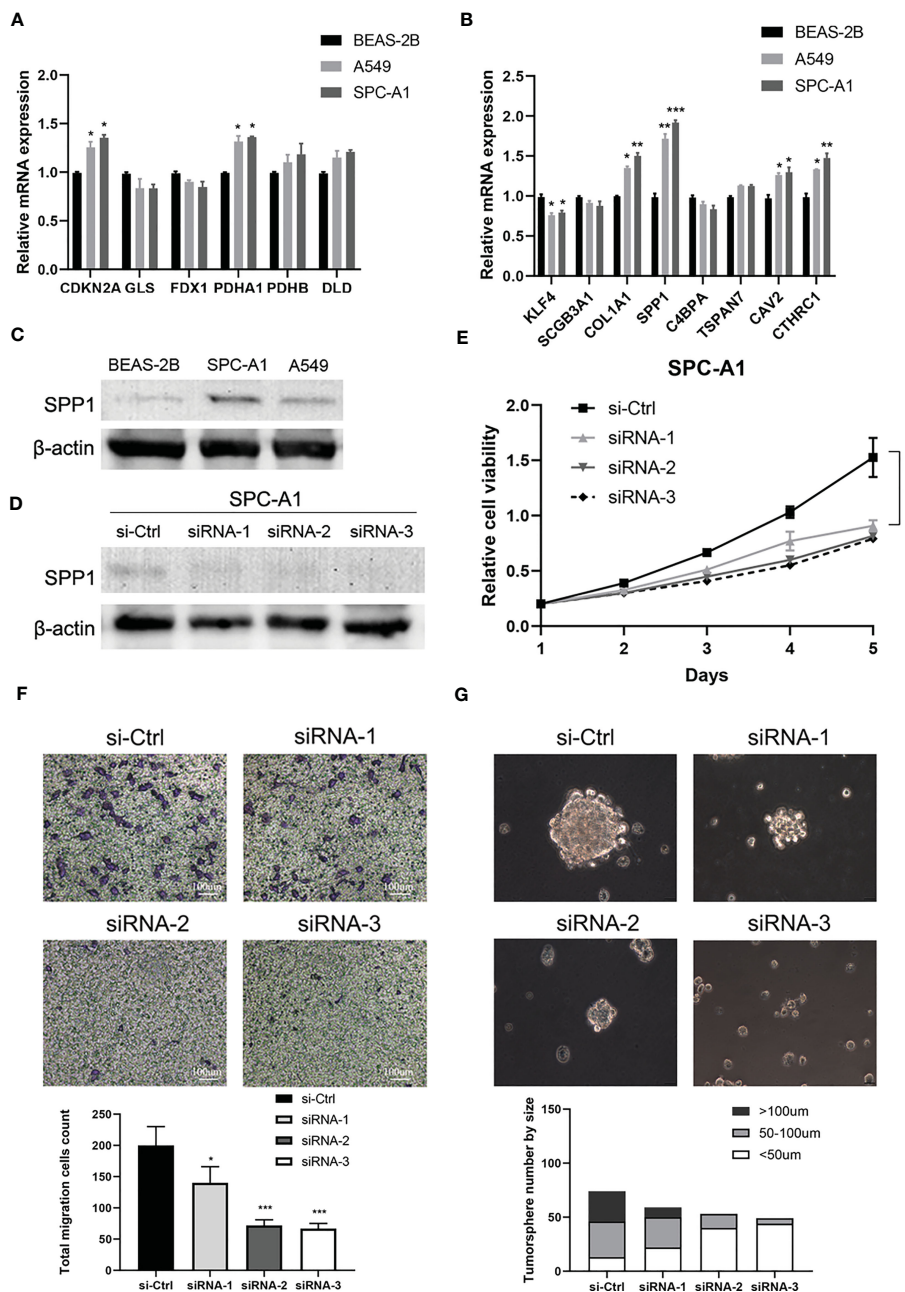 A
BEAS-2B
A549
SPC-A1
Relative mRNA expression
2.0
1.5
1.0
0.5
0.0
* * * *
CDKN2A GLS FDX1 PDHA1 PDHB DLD
B
BEAS-2B
A549
SPC-A1
Relative mRNA expression
2.5
2.0
1.5
1.0
0.5
0.0
* * * ** ** *** * * * **
KLF4 SCGB3A1 COL1A1 SPP1 C4BPA TSPAN7 CAV2 CTHRC1
C
BEAS-2B SPC-A1 A549
SPP1
β-actin
D
SPC-A1
si-Ctrl siRNA-1 siRNA-2 siRNA-3
SPP1
β-actin
E
SPC-A1
si-Ctrl
siRNA-1
siRNA-2
siRNA-3
Relative cell viability
2.0
1.5
1.0
0.5
0.0
1 2 3 4 5
Days
F
si-Ctrl siRNA-1
100um 100um
siRNA-2 siRNA-3
100um 100um
si-Ctrl
siRNA-1
siRNA-2
siRNA-3
Total migration cells count
250
200
150
100
50
0
* *** ***
si-Ctrl siRNA-1 siRNA-2 siRNA-3
G
si-Ctrl siRNA-1
siRNA-2 siRNA-3
>100um
50-100um
<50um
Tumorsphere number by size
150
100
50
0
si-Ctrl siRNA-1 siRNA-2 siRNA-3